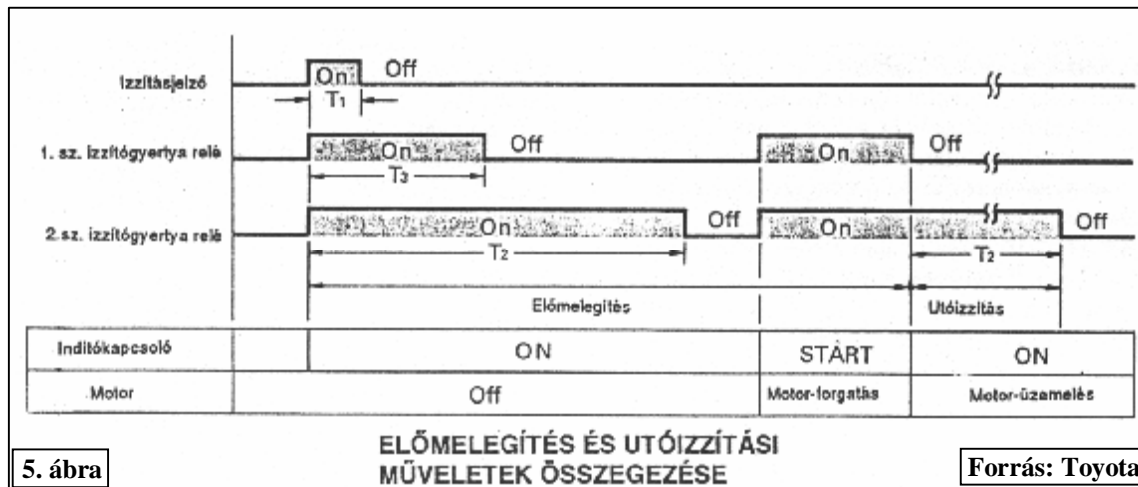 Izzításjelző
On
Off
T1
1. sz. izzítógyertya relé
On
Off
On
Off
T3
2. sz. izzítógyertya relé
On
Off
On
T2
T2
Off
Előmelegítés
Utóizzítás
Indítókapcsoló
ON
START
ON
Motor
Off
Motor-forgatás
Motor-üzemelés
ELŐMELEGÍTÉS ÉS UTÓIZZÍTÁSI
MŰVELETEK ÖSSZEGEZÉSE
5. ábra
Forrás: Toyota